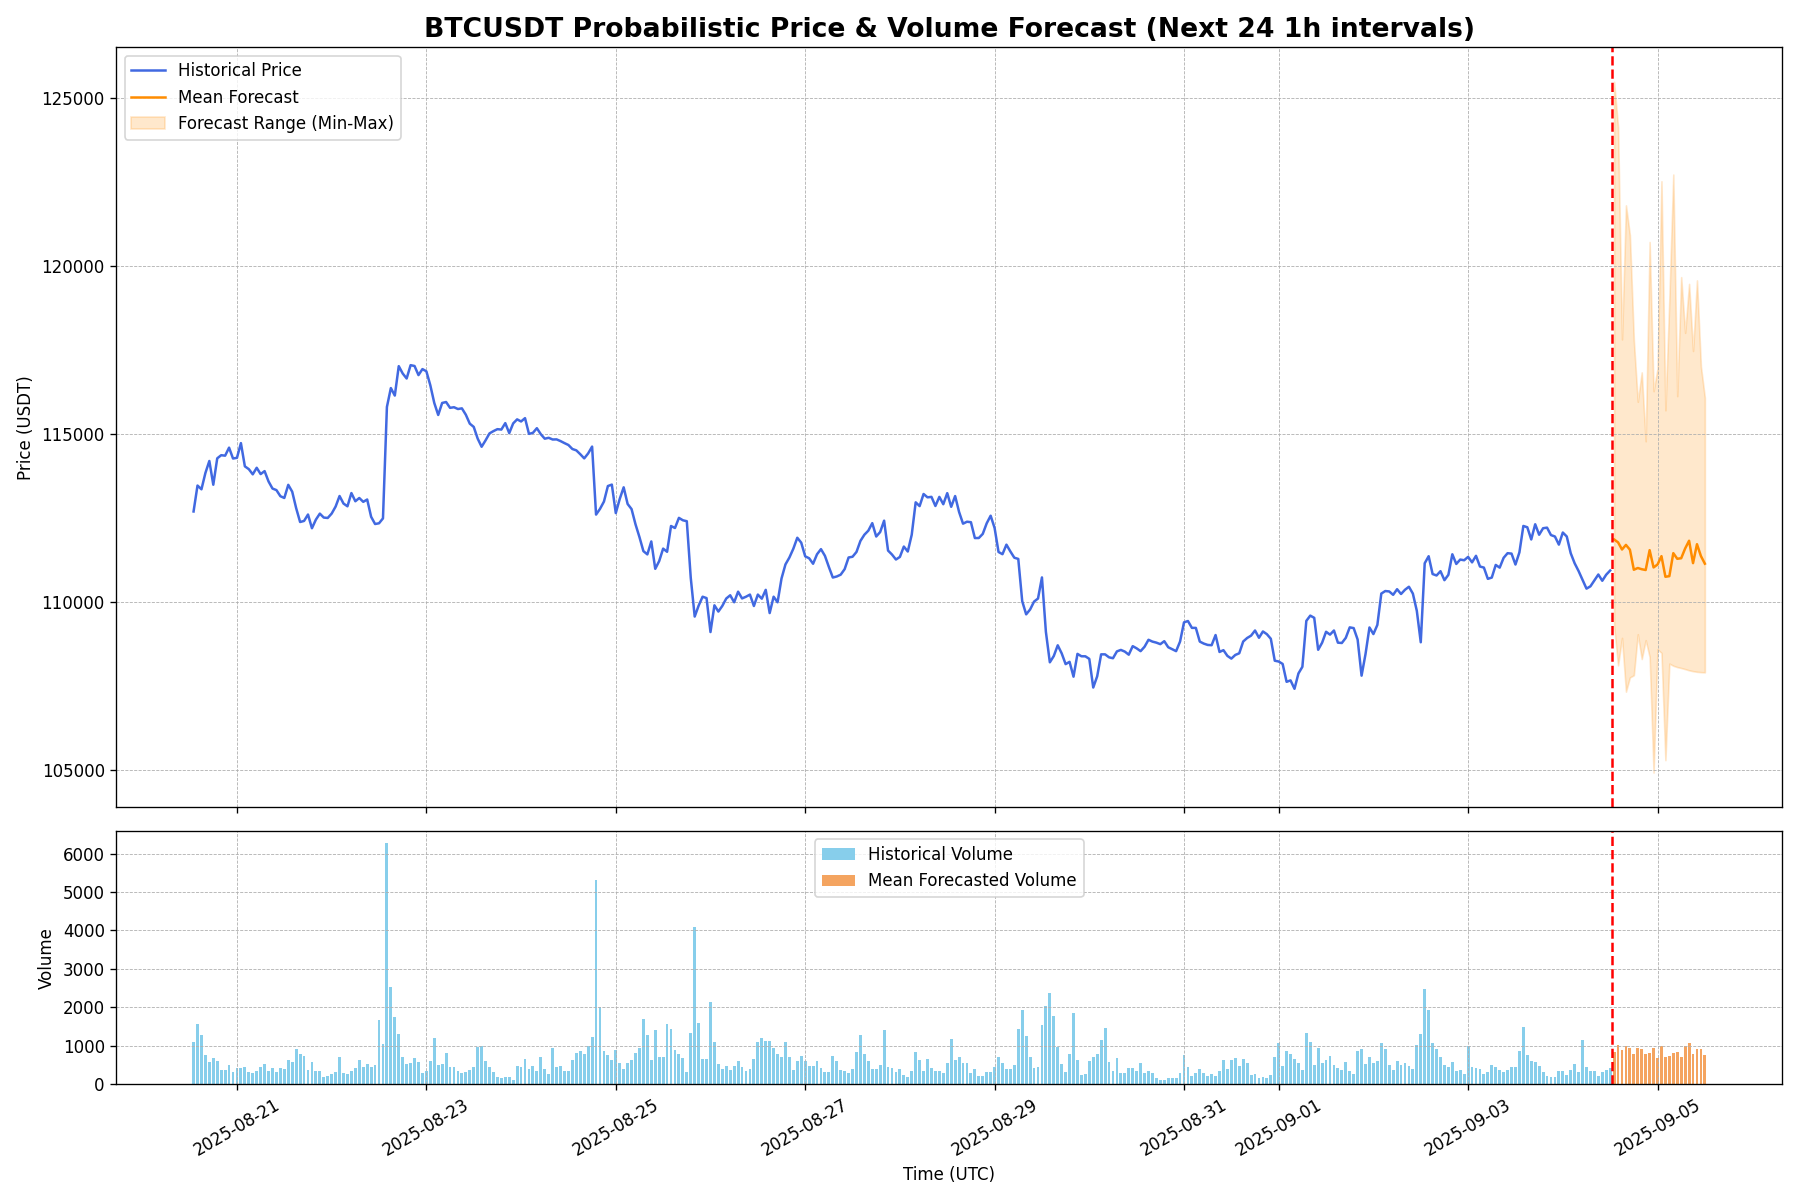 BTCUSDT Probabilistic Price & Volume Forecast (Next 24 1h intervals)
Historical Price
Mean Forecast
Forecast Range (Min-Max)
125000
120000
115000
110000
105000
Price (USDT)
Historical Volume
Mean Forecasted Volume
6000
5000
4000
3000
2000
1000
0
Volume
2025-08-21
2025-08-23
2025-08-25
2025-08-27
2025-08-29
2025-08-31
2025-09-01
2025-09-03
2025-09-05
Time (UTC)